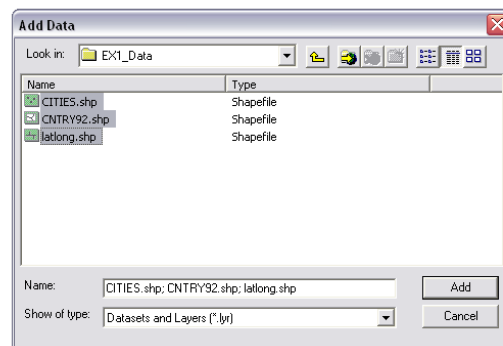 Add Data
Look in: EX1_Data
Name Type
CITIES.shp Shapefile
CNTRY92.shp Shapefile
latlong.shp Shapefile
Name: CITIES.shp; CNTRY92.shp; latlong.shp Add
Show of type: Datasets and Layers (*.lyr) Cancel